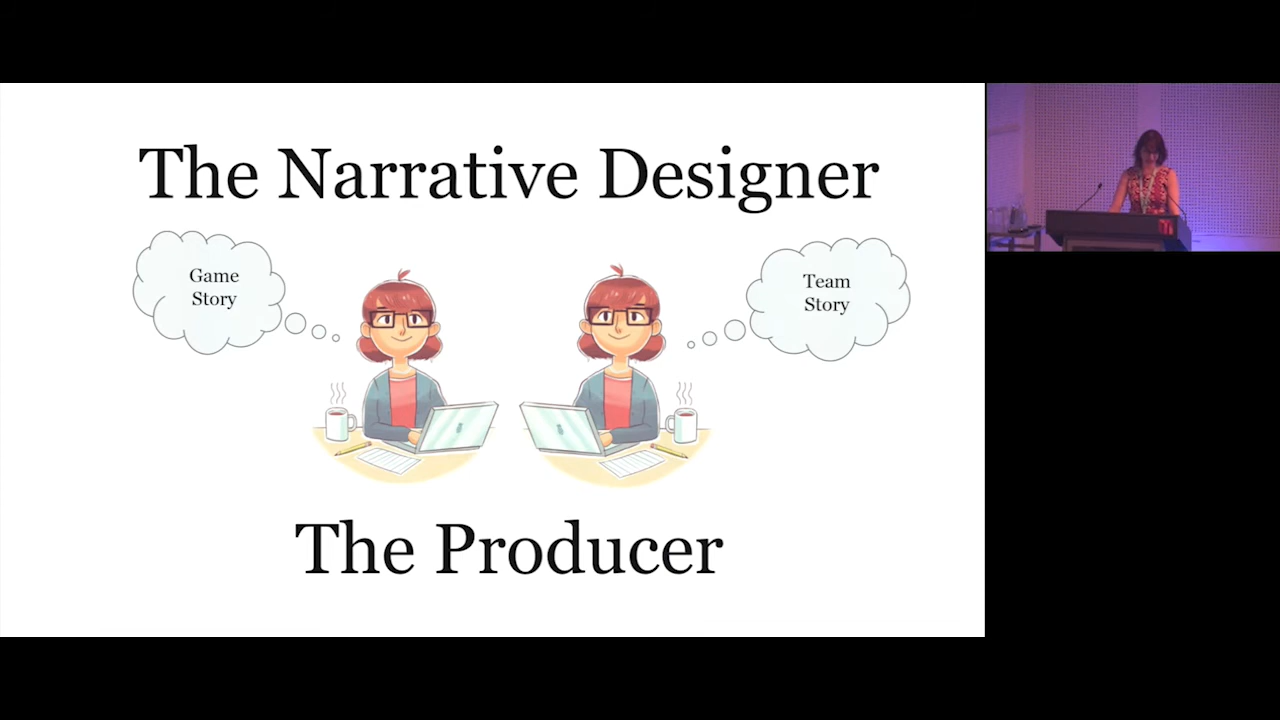 The Narrative Designer
Game
Story
Team
Story
The Producer